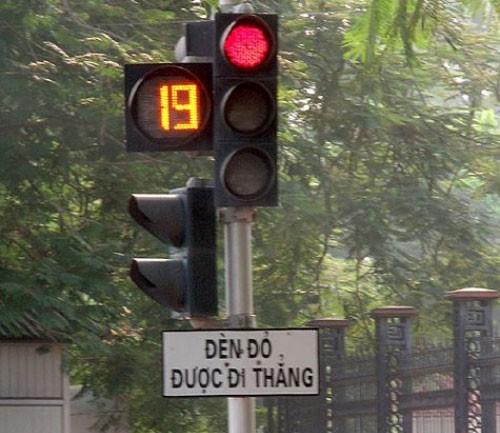 19
ĐÈN ĐỎ
ĐƯỢC ĐI THẲNG